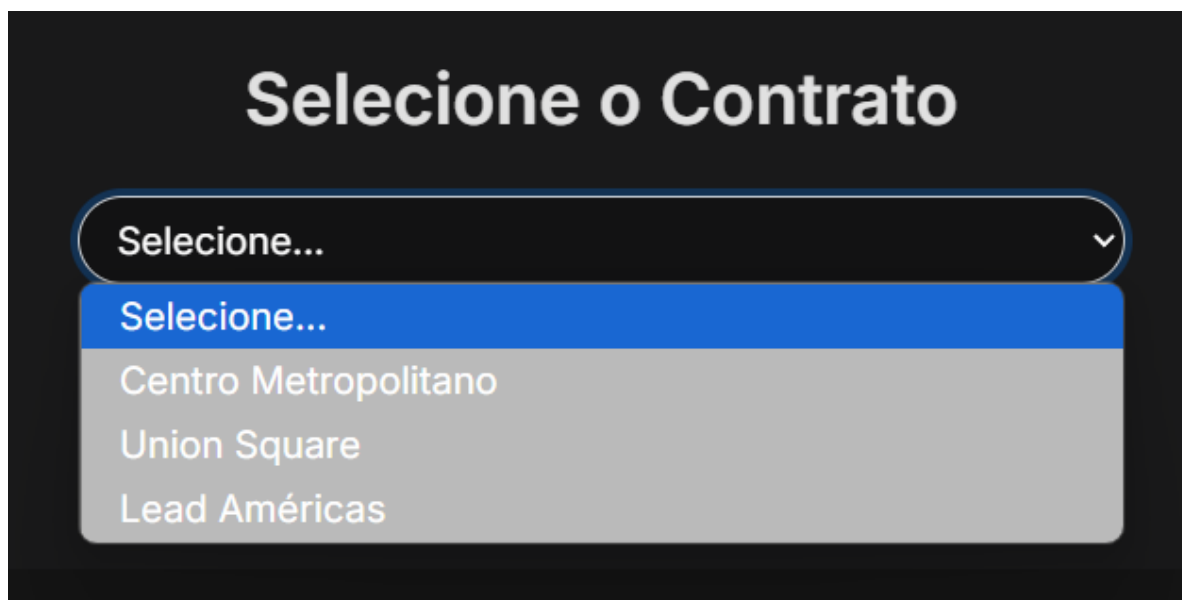 Selecione o Contrato
Selecione...
Selecione...
Centro Metropolitano
Union Square
Lead Américas